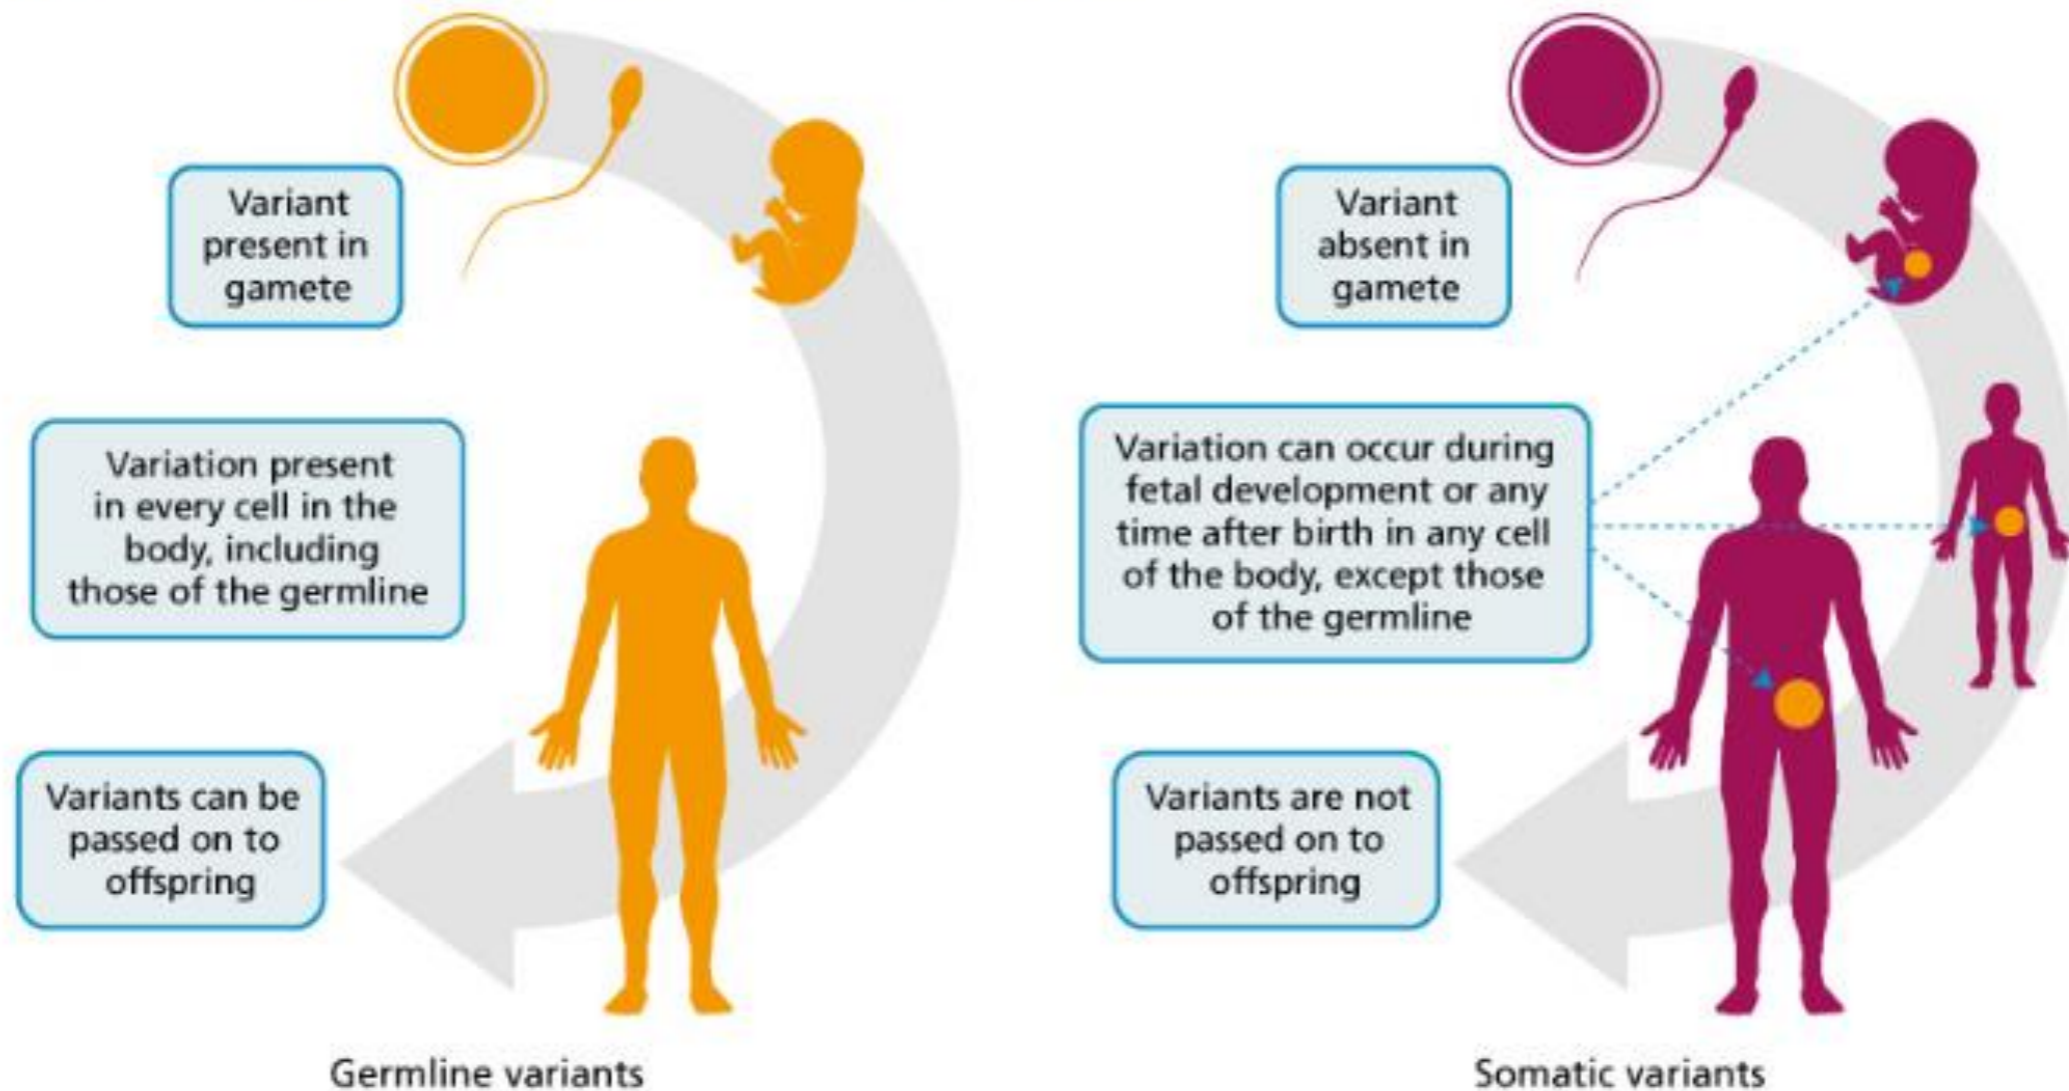 Variant
present in
gamete
Variation present
in every cell in the
body, including
those of the germline
Variants can be
passed on to
offspring
Germline variants
Variant
absent in
gamete
Variation can occur during
fetal development or any
time after birth in any cell
of the body, except those
of the germline
Variants are not
passed on to
offspring
Somatic variants